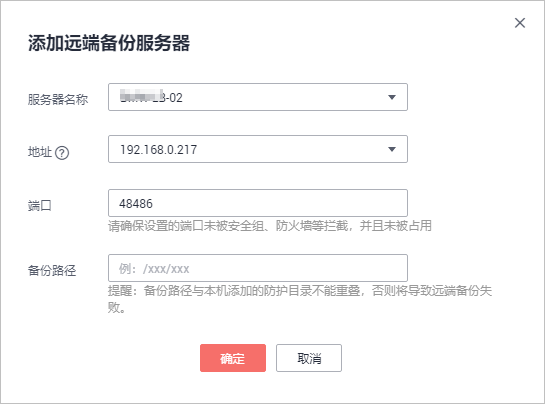 添加远端备份服务器
服务器名称
-02
地址 ?
192.168.0.217
端口
48486
请确保设置的端口未被安全组、防火墙等拦截，并且未被占用
备份路径
例：/xxx/xxx
提醒：备份路径与本机添加的防护目录不能重叠，否则将导致远端备份失
败。
确定
取消